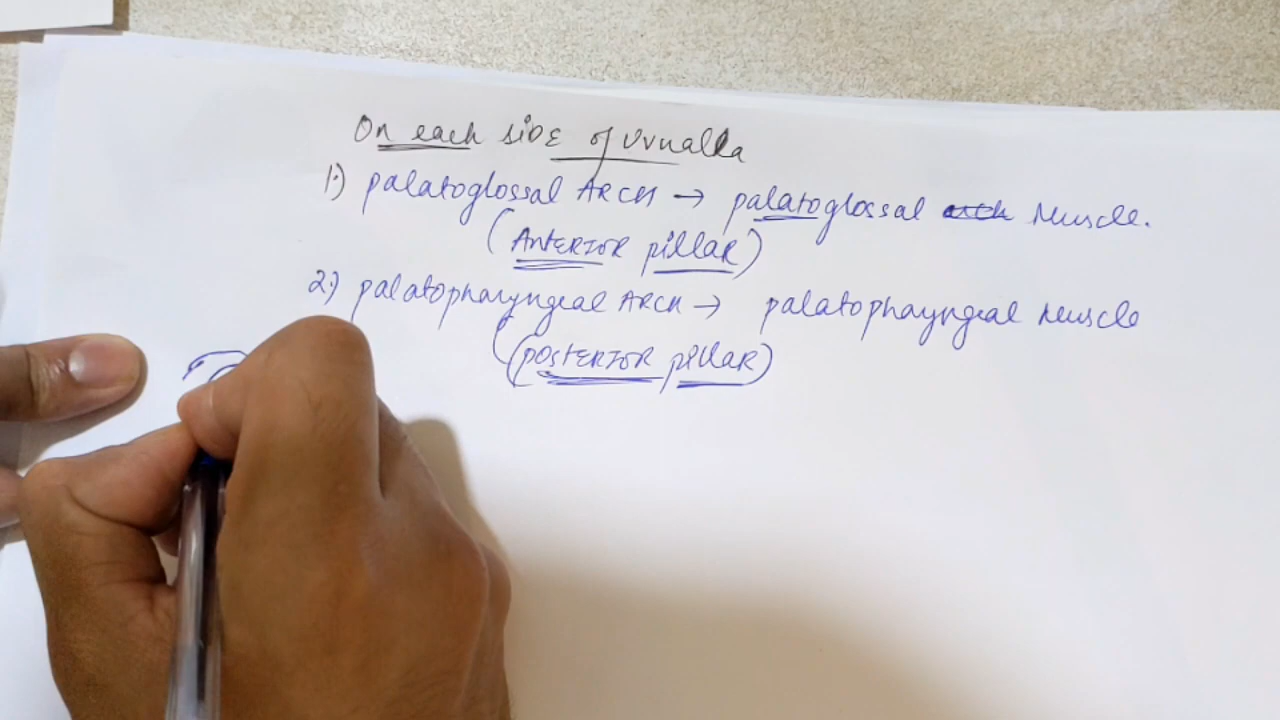 On each side of Uvualla
1.) palatoglossal ARCH → palatoglossal arch Muscle.
(Anterior pillar)
2.) palatopharyngeal ARCH → palatophayngeal Muscle
(posterior pillar)